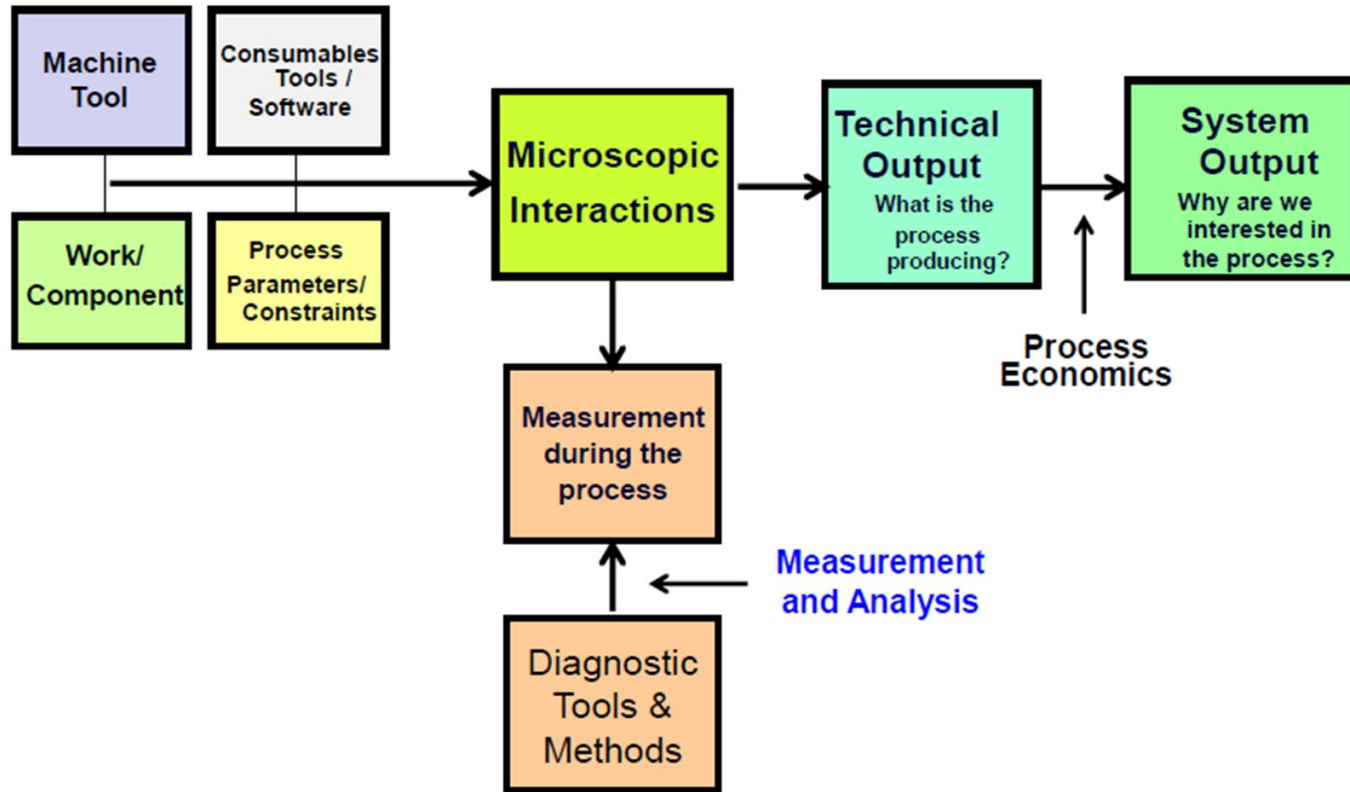 Machine
Tool
Consumables
Tools /
Software
Work/
Component
Process
Parameters/
Constraints
Microscopic
Interactions
Technical
Output
What is the
process
producing?
System
Output
Why are we
interested in
the process?
Process
Economics
Measurement
during the
process
Measurement
and Analysis
Diagnostic
Tools &
Methods